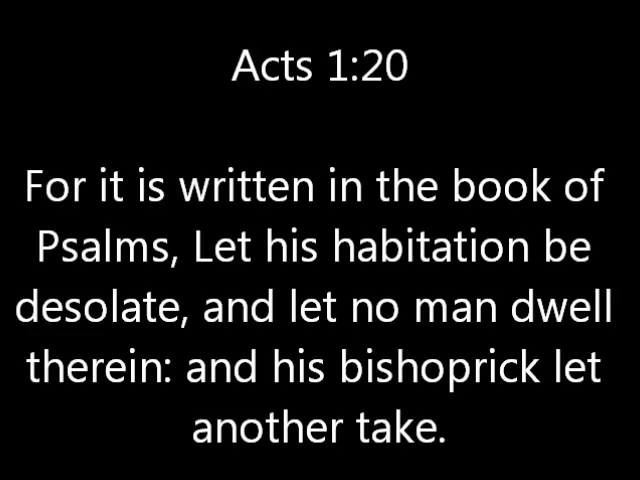 Acts 1:20
For it is written in the book of
Psalms, Let his habitation be
desolate, and let no man dwell
therein: and his bishoprick let
another take.